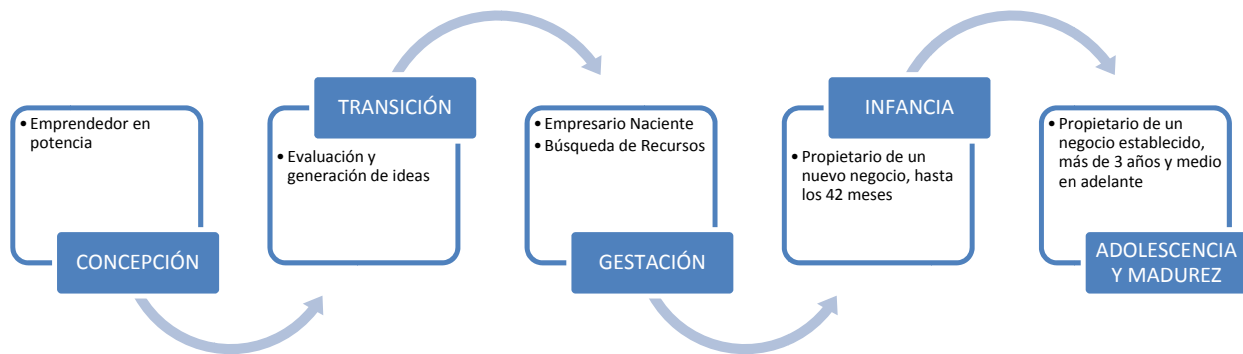 • Emprendedor en
potencia
CONCEPCIÓN
TRANSICIÓN
• Evaluación y
generación de ideas
• Empresario Naciente
• Búsqueda de Recursos
GESTACIÓN
INFANCIA
• Propietario de un
nuevo negocio, hasta
los 42 meses
• Propietario de un
negocio establecido,
más de 3 años y medio
en adelante
ADOLESCENCIA
Y MADUREZ